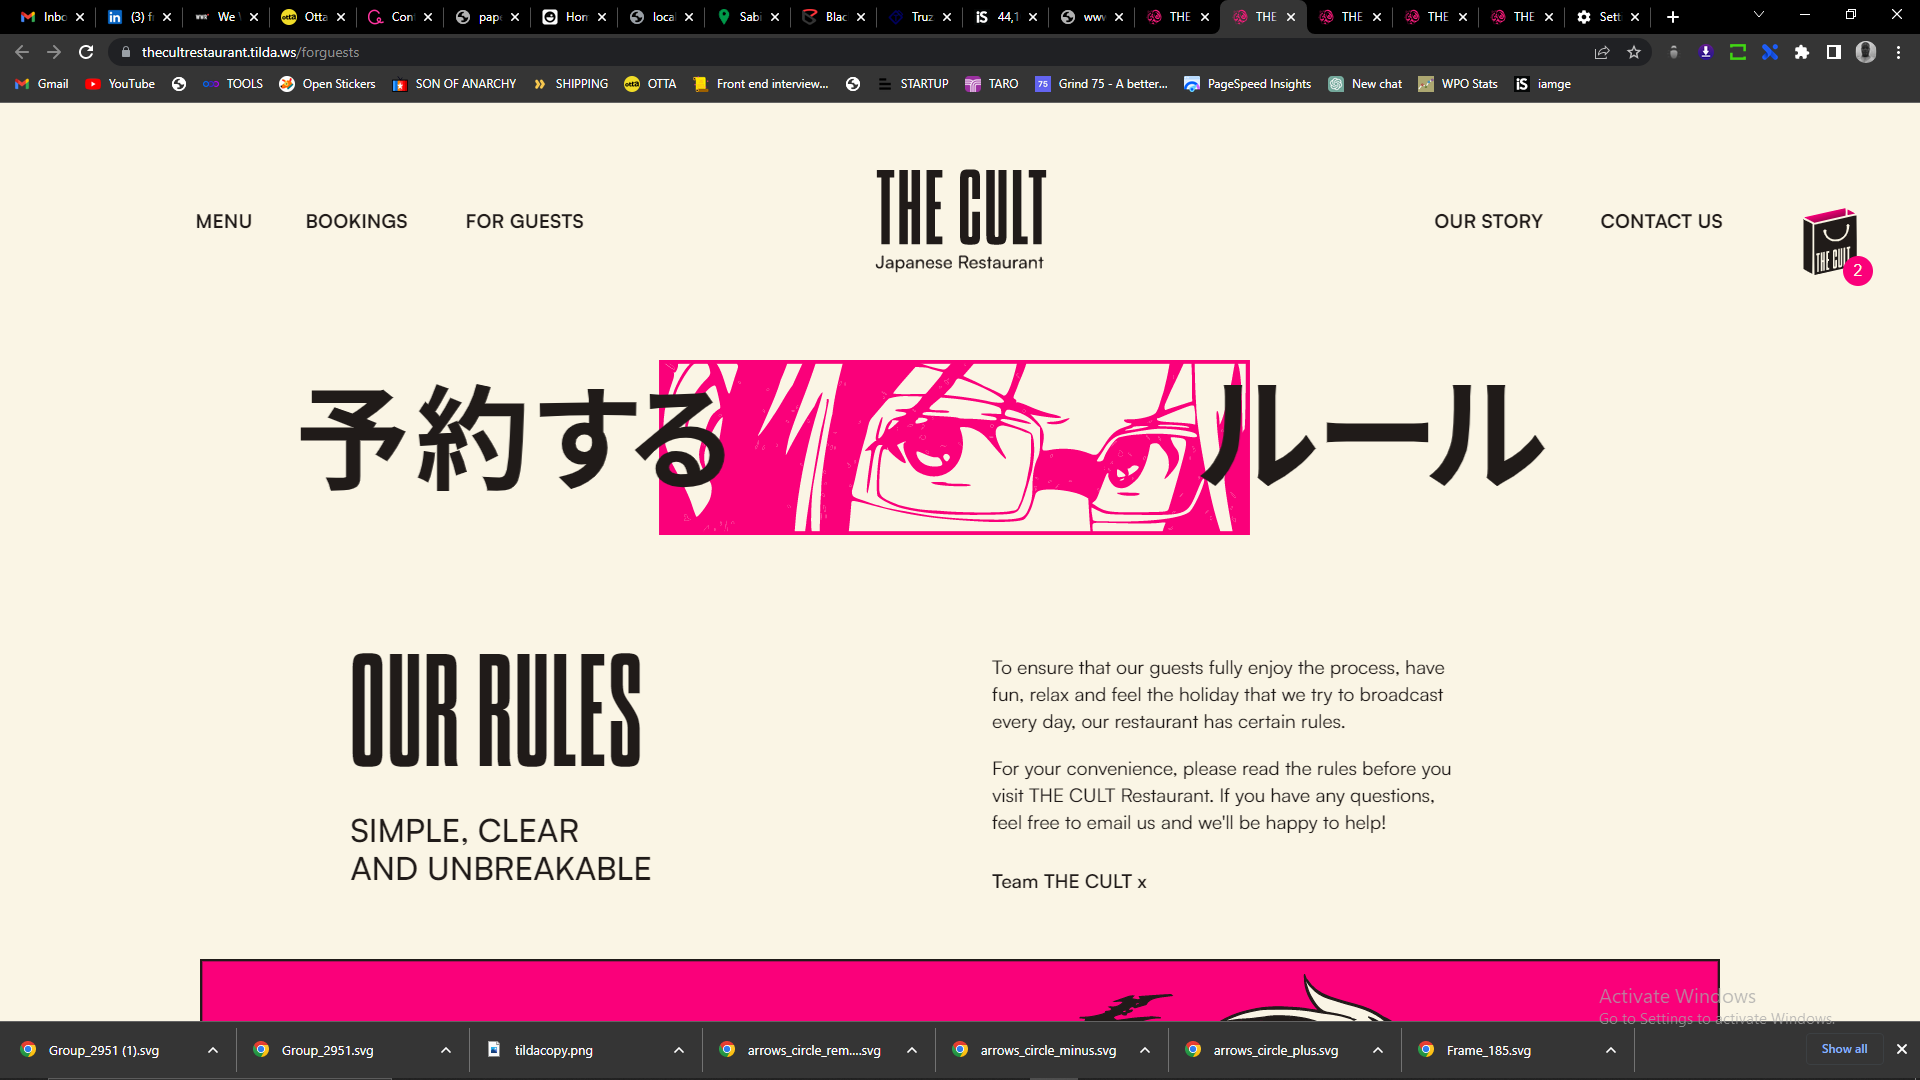 Inbo
(3) f
We
Otta
Con
pap
Hor
loca
Sabi
Blac
Truz
iS 44,1
www
THE
THE
THE
THE
THE
Sett
thecultrestaurant.tilda.ws/forguests
Gmail
YouTube
TOOLS
Open Stickers
SON OF ANARCHY
SHIPPING
OTTA
Front end interview...
STARTUP
TARO
75 Grind 75 - A better...
PageSpeed Insights
New chat
WPO Stats
iS iamge
MENU
BOOKINGS
FOR GUESTS
THE CULT
Japanese Restaurant
OUR STORY
CONTACT US
THE CULT
2
予約する
ルール
OUR RULES
SIMPLE, CLEAR
AND UNBREAKABLE
To ensure that our guests fully enjoy the process, have
fun, relax and feel the holiday that we try to broadcast
every day, our restaurant has certain rules.
For your convenience, please read the rules before you
visit THE CULT Restaurant. If you have any questions,
feel free to email us and we'll be happy to help!
Team THE CULT x
Activate Windows
Go to Settings to activate Windows.
Group_2951 (1).svg
Group_2951.svg
tildacopy.png
arrows_circle_rem....svg
arrows_circle_minus.svg
arrows_circle_plus.svg
Frame_185.svg
Show all